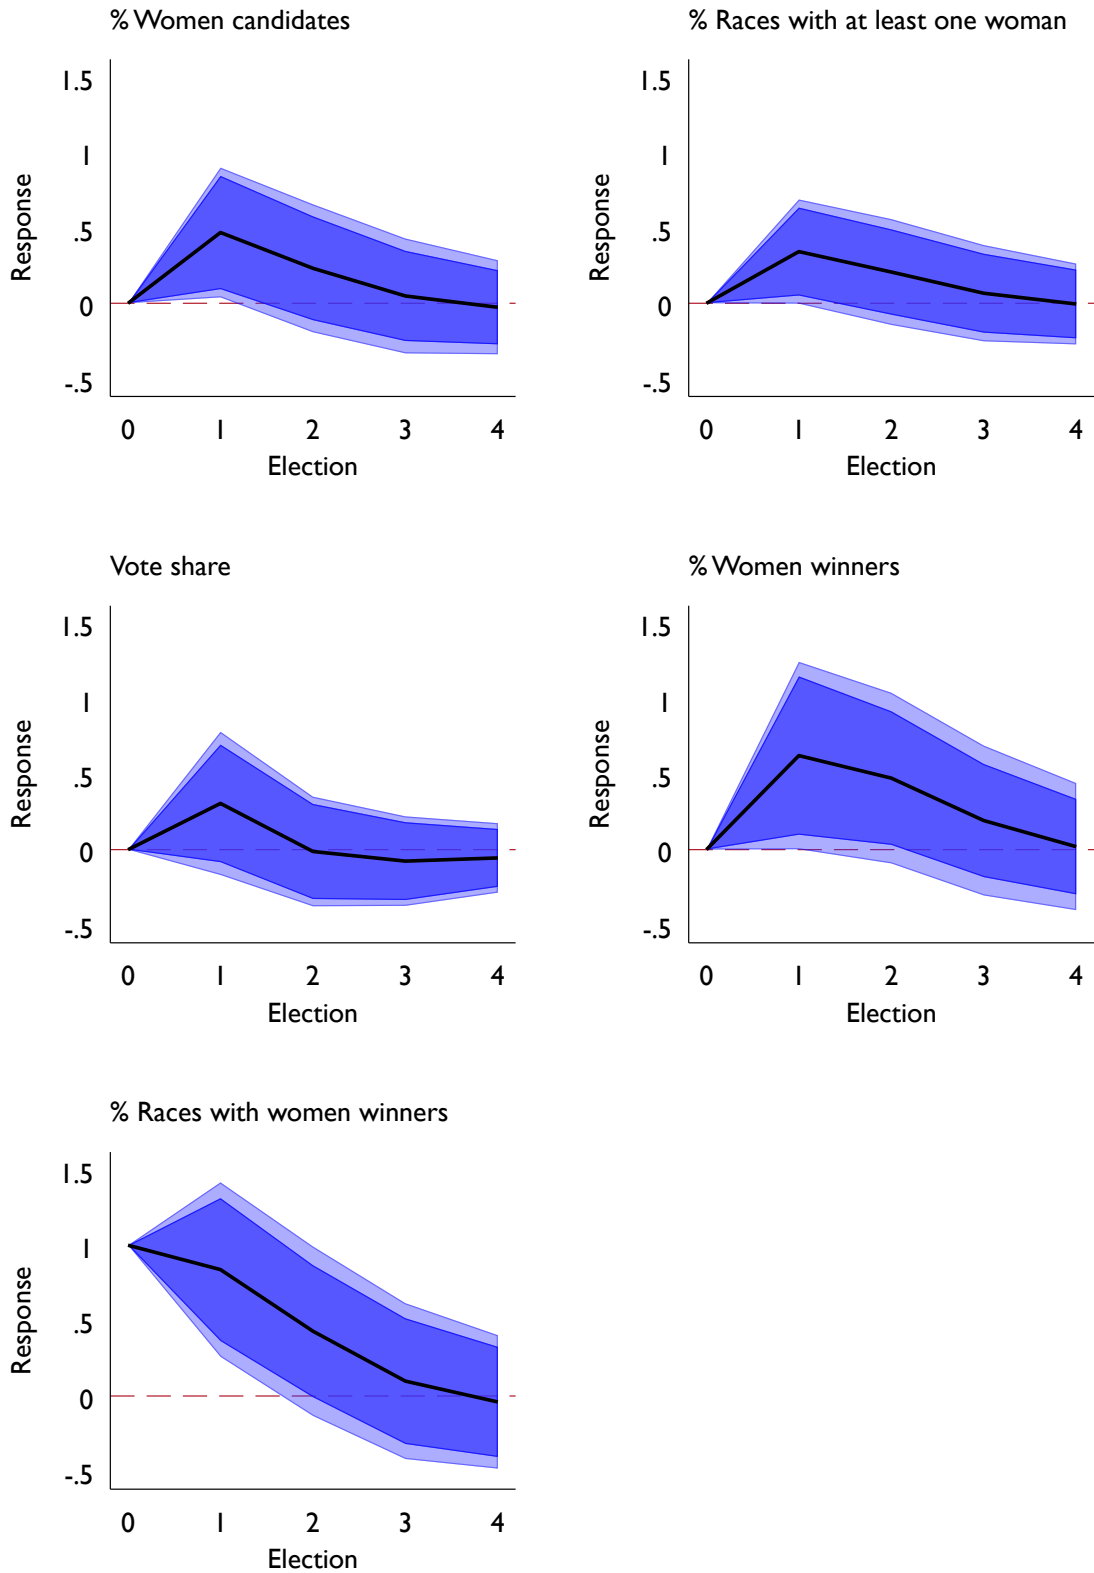 % Women candidates
1.5
1
.5
0
-.5
Response
0 1 2 3 4
Election
% Races with at least one woman
1.5
1
.5
0
-.5
Response
0 1 2 3 4
Election
Vote share
1.5
1
.5
0
-.5
Response
0 1 2 3 4
Election
% Women winners
1.5
1
.5
0
-.5
Response
0 1 2 3 4
Election
% Races with women winners
1.5
1
.5
0
-.5
Response
0 1 2 3 4
Election